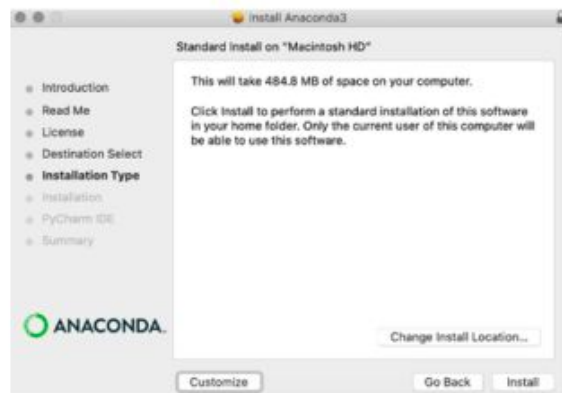 Install Anaconda3
Standard Install on "Macintosh HD"
Introduction
Read Me
License
Destination Select
Installation Type
Installation
PyCharm IDE
Summary
This will take 484.8 MB of space on your computer.
Click Install to perform a standard installation of this software
in your home folder. Only the current user of this computer will
be able to use this software.
ANACONDA.
Change Install Location...
Customize
Go Back
Install